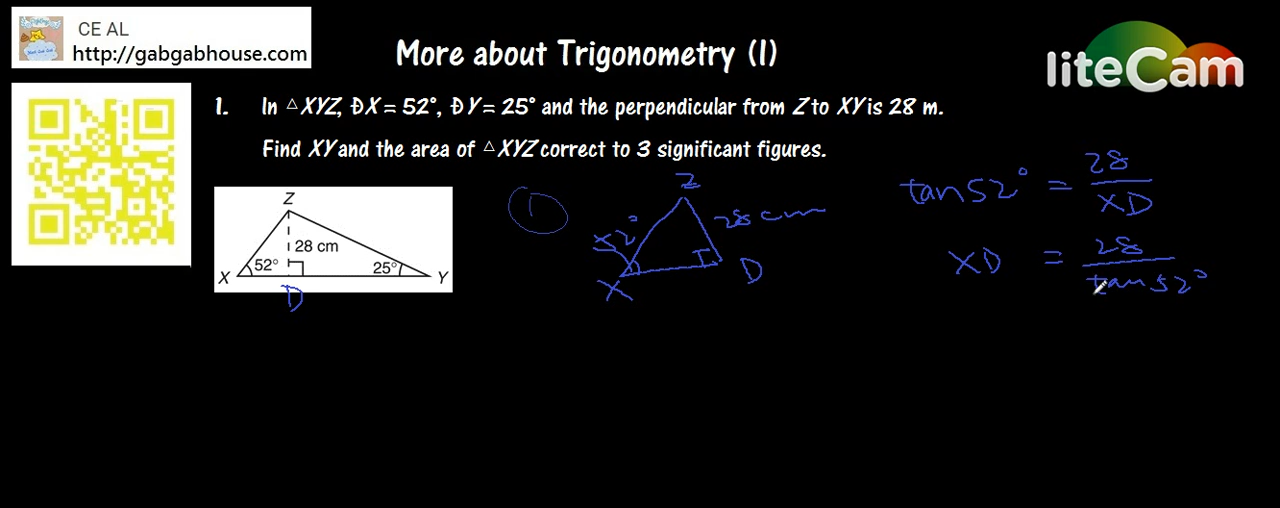 CE AL
http://gabgabhouse.com
More about Trigonometry (I)
liteCam
1. In △XYZ, ÐX = 52°, ÐY = 25° and the perpendicular from Z to XY is 28 m.
Find XY and the area of △XYZ correct to 3 significant figures.
Z
28 cm
52°
25°
X
Y
D
1
Z
28 cm
X
D
tan 52° = 28 / XD
XD = 28 / tan 52°